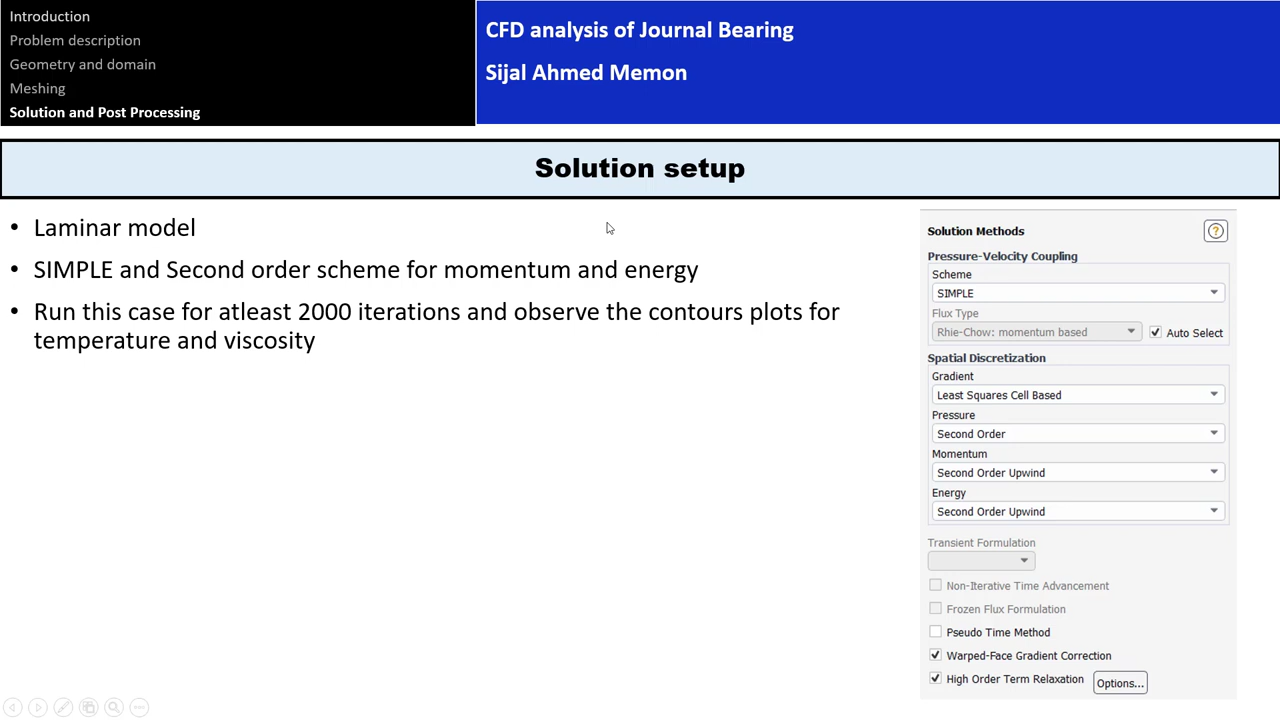 Introduction
Problem description
Geometry and domain
Meshing
Solution and Post Processing
CFD analysis of Journal Bearing
Sijal Ahmed Memon
Solution setup
• Laminar model
• SIMPLE and Second order scheme for momentum and energy
• Run this case for atleast 2000 iterations and observe the contours plots for
temperature and viscosity
Solution Methods
?
Pressure-Velocity Coupling
Scheme
SIMPLE
Flux Type
Rhie-Chow: momentum based
Auto Select
Spatial Discretization
Gradient
Least Squares Cell Based
Pressure
Second Order
Momentum
Second Order Upwind
Energy
Second Order Upwind
Transient Formulation
Non-Iterative Time Advancement
Frozen Flux Formulation
Pseudo Time Method
Warped-Face Gradient Correction
High Order Term Relaxation
Options...